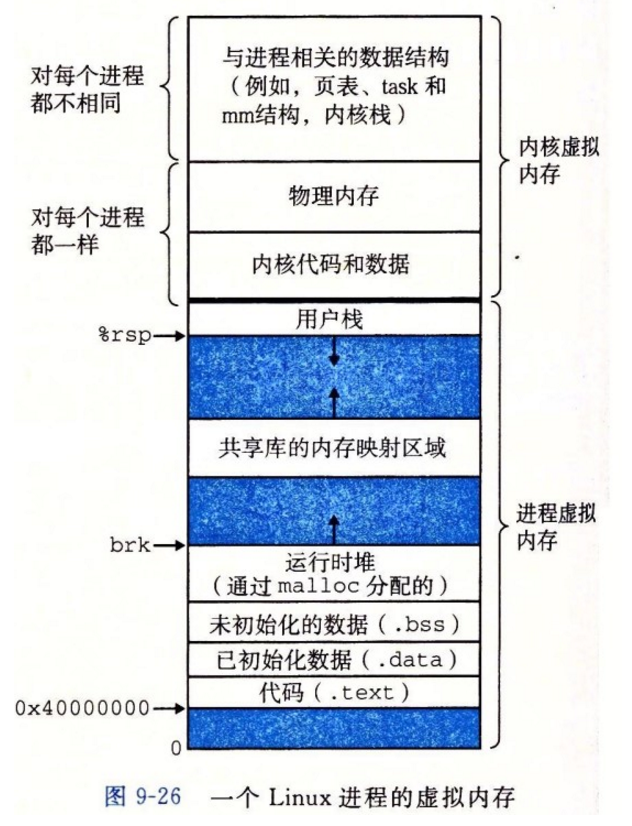 对每个进程
都不相同
与进程相关的数据结构
（例如，页表、task 和
mm结构，内核栈）
内核虚拟
内存
对每个进程
都一样
物理内存
内核代码和数据
用户栈
%rsp
共享库的内存映射区域
进程虚拟
内存
brk
运行时堆
（通过 malloc 分配的）
未初始化的数据（.bss）
已初始化数据（.data）
代码（.text）
0x40000000
0
图 9-26 一个 Linux 进程的虚拟内存